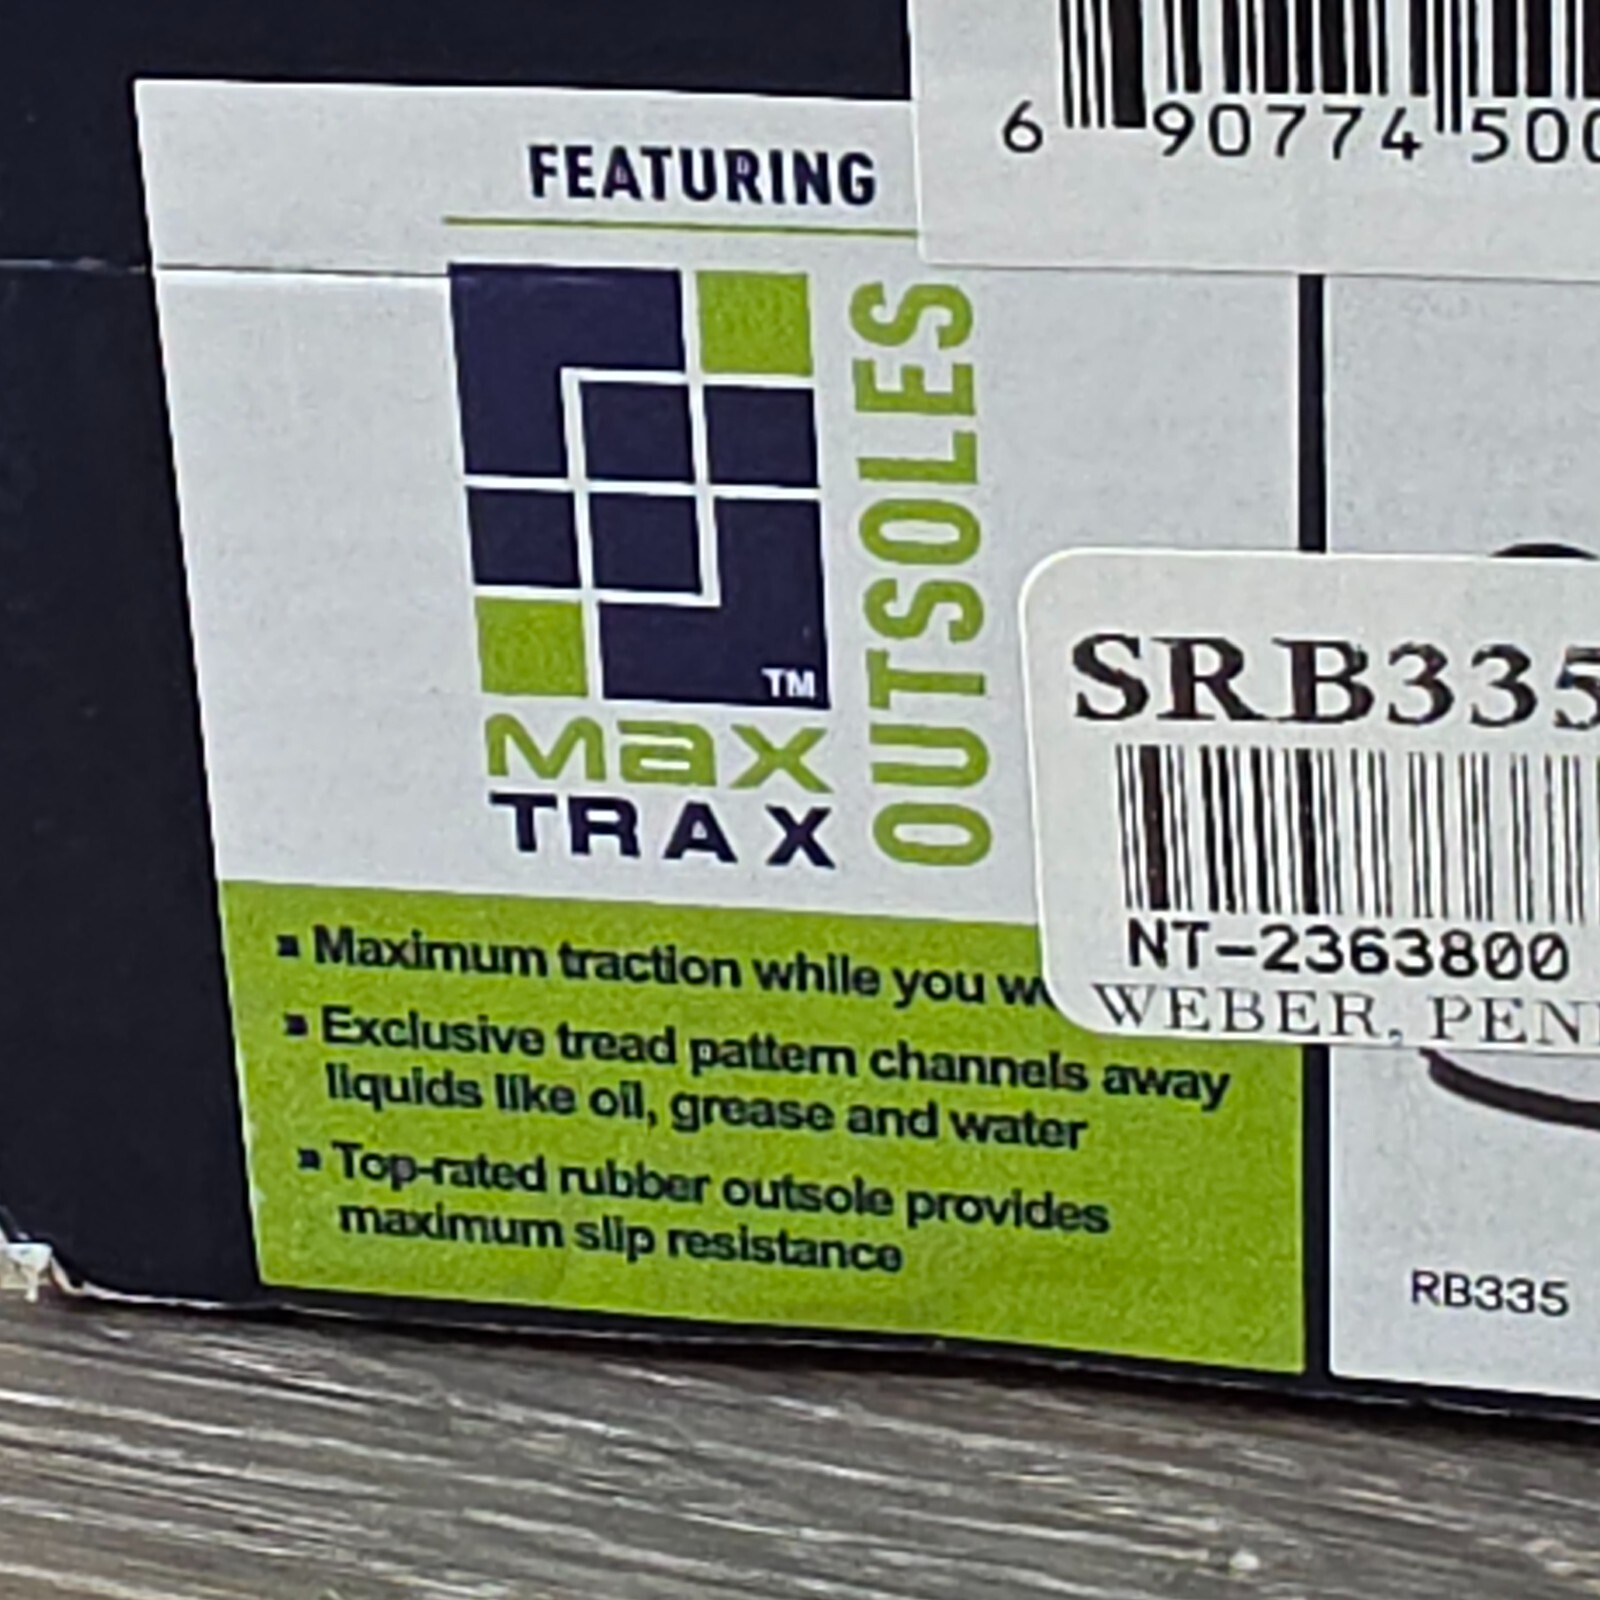 6 90774 500
FEATURING
OUTSOLES
TM
max
TRAX
SRB335
NT-2363800
WEBER, PEN
Maximum traction while you
Exclusive tread pattern channels away
liquids like oil, grease and water
Top-rated rubber outsole provides
maximum slip resistance
RB335